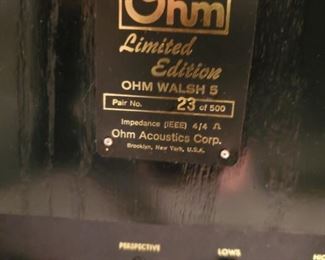 Ohm
Limited
Edition
OHM WALSH 5
Pair No. 23 of 500
Impedance (IEEE) 4/4 Ω
Ohm Acoustics Corp.
Brooklyn, New York, U.S.A.
PERSPECTIVE LOWS